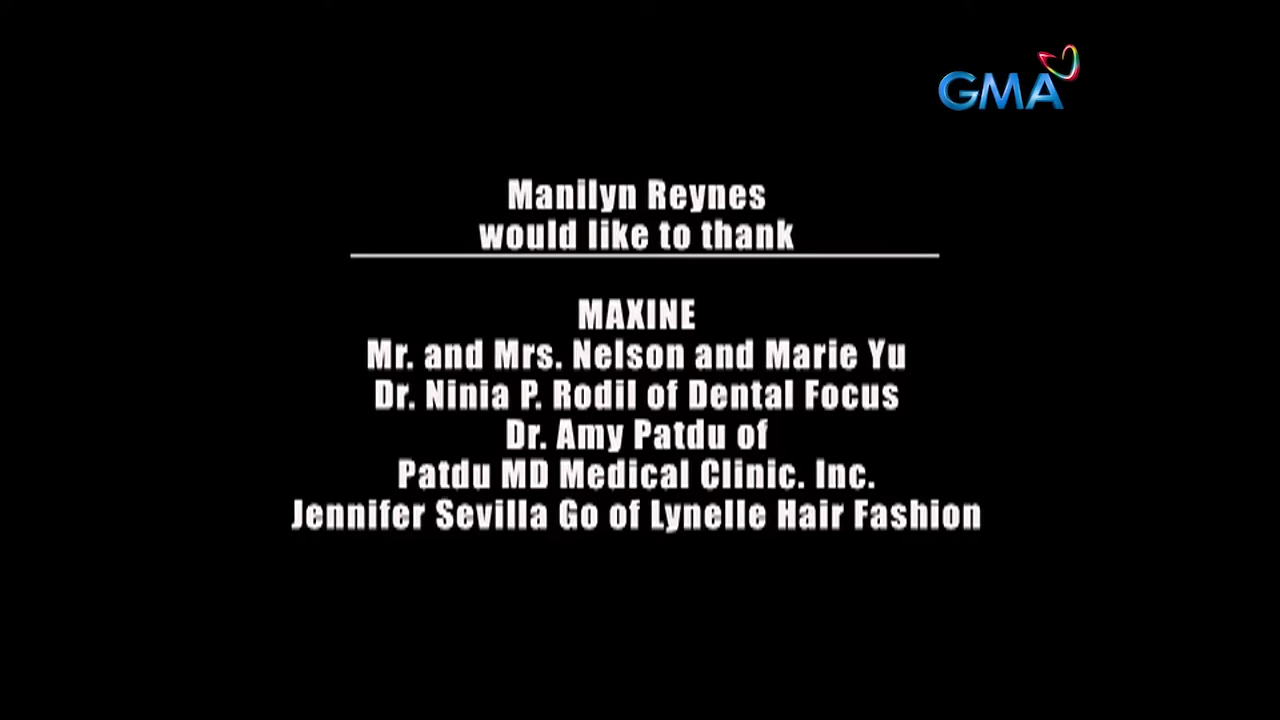 GMA
Manilyn Reynes
would like to thank
MAXINE
Mr. and Mrs. Nelson and Marie Yu
Dr. Ninia P. Rodil of Dental Focus
Dr. Amy Patdu of
Patdu MD Medical Clinic. Inc.
Jennifer Sevilla Go of Lynelle Hair Fashion